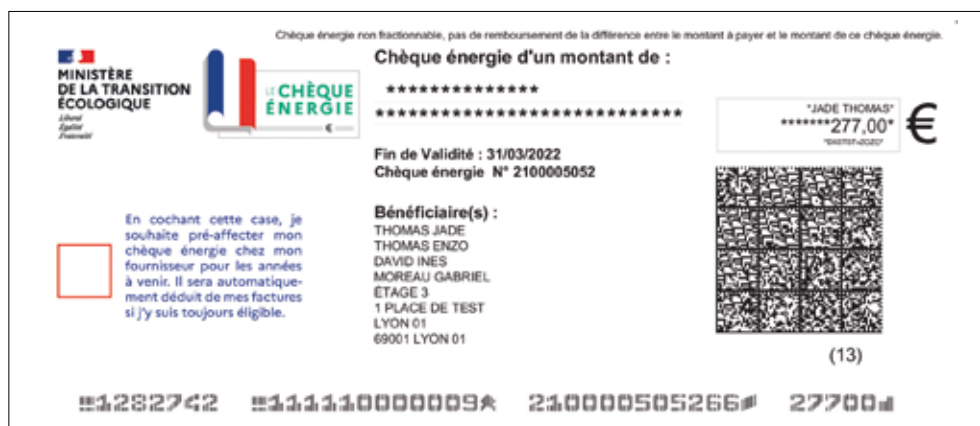 Chèque énergie non fractionnable, pas de remboursement de la différence entre le montant à payer et le montant de ce chèque énergie.
MINISTÈRE
DE LA TRANSITION
ÉCOLOGIQUE
Liberté
Égalité
Fraternité
LE CHÈQUE
ÉNERGIE
€
Chèque énergie d'un montant de :
**************
****************************
*JADE THOMAS*
*******277,00*
€
Fin de Validité : 31/03/2022
Chèque énergie N° 2100005052
En cochant cette case, je
souhaite pré-affecter mon
chèque énergie chez mon
fournisseur pour les années
à venir. Il sera automatique-
ment déduit de mes factures
si j'y suis toujours éligible.
Bénéficiaire(s) :
THOMAS JADE
THOMAS ENZO
DAVID INES
MOREAU GABRIEL
ÉTAGE 3
1 PLACE DE TEST
LYON 01
69001 LYON 01
(13)
1282742 111110000009 210000505266 27700